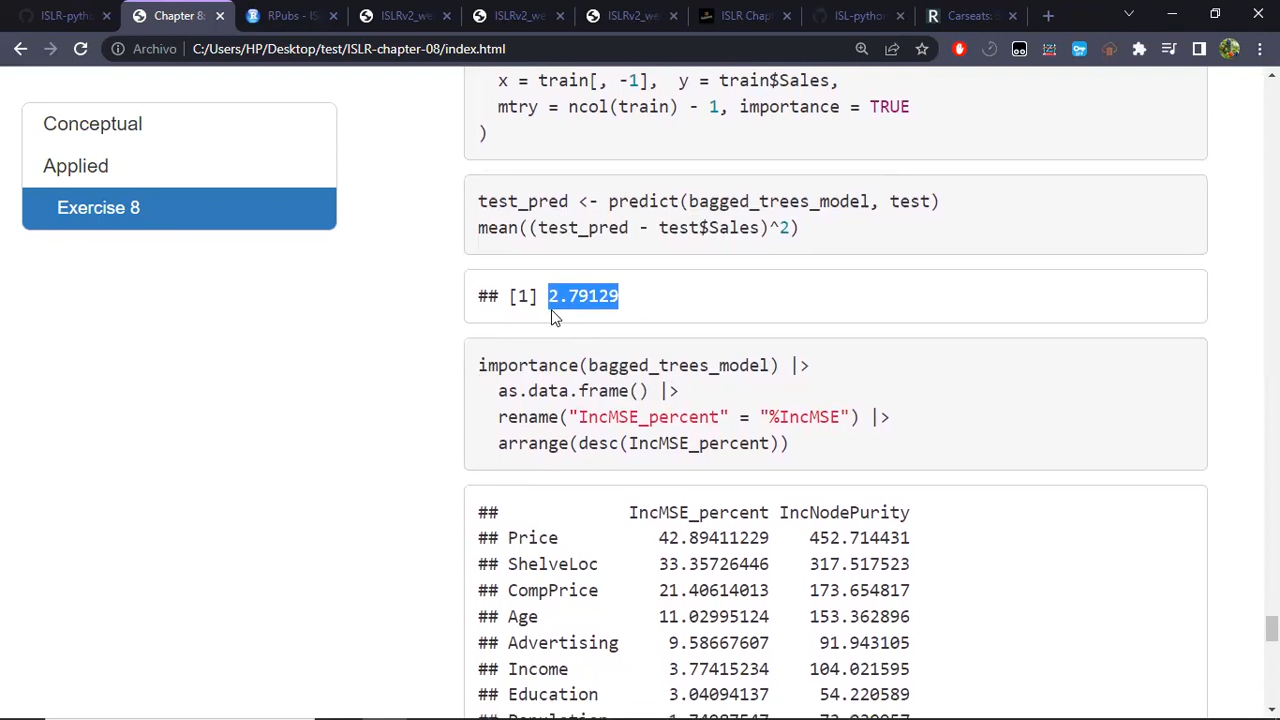 ISLR-python
Chapter 8:
RPubs - IS
ISLRv2_we
ISLRv2_we
ISLRv2_we
ISLR Chapt
ISL-python
Carseats:
Archivo
C:/Users/HP/Desktop/test/ISLR-chapter-08/index.html
Conceptual
Applied
Exercise 8
x = train[, -1],  y = train$Sales,
mtry = ncol(train) - 1, importance = TRUE
)
test_pred <- predict(bagged_trees_model, test)
mean((test_pred - test$Sales)^2)
## [1] 2.79129
importance(bagged_trees_model) |>
as.data.frame() |>
rename("IncMSE_percent" = "%IncMSE") |>
arrange(desc(IncMSE_percent))
## IncMSE_percent IncNodePurity
## Price 42.89411229 452.714431
## ShelveLoc 33.35726446 317.517523
## CompPrice 21.40614013 173.654817
## Age 11.02995124 153.362896
## Advertising 9.58667607 91.943105
## Income 3.77415234 104.021595
## Education 3.04094137 54.220589